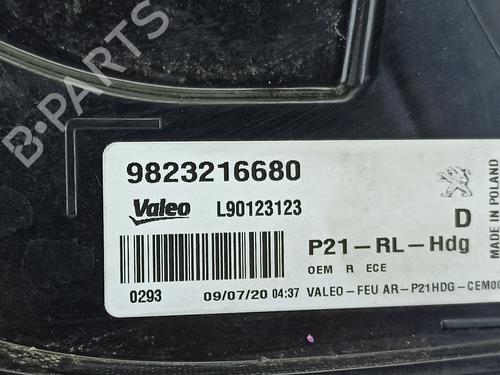 B-PARTS
9823216680
Valeo L90123123 D
P21-RL-Hdg
OEM R ECE
0293 09/07/20 04:37 VALEO-FEU AR-P21HDG-CEM00
MADE IN POLAND